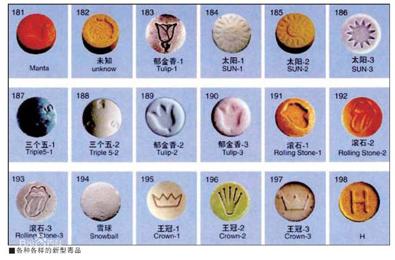 181
182
183
184
185
186
Manta
未知
unknow
郁金香-1
Tulip-1
太阳-1
SUN-1
太阳-2
SUN-2
太阳-3
SUN-3
187
188
189
190
191
192
三个五-1
Triple5-1
三个五-2
Triple 5-2
郁金香-2
Tulip-2
郁金香-3
Tulip-3
滚石-1
Rolling Stone-1
滚石-2
Rolling Stone-2
193
194
195
196
197
198
滚石-3
Rolling Stone-3
雪球
Snowball
王冠-1
Crown-1
王冠-2
Crown-2
王冠-3
Crown-3
H
H
■各种各样的新型毒品